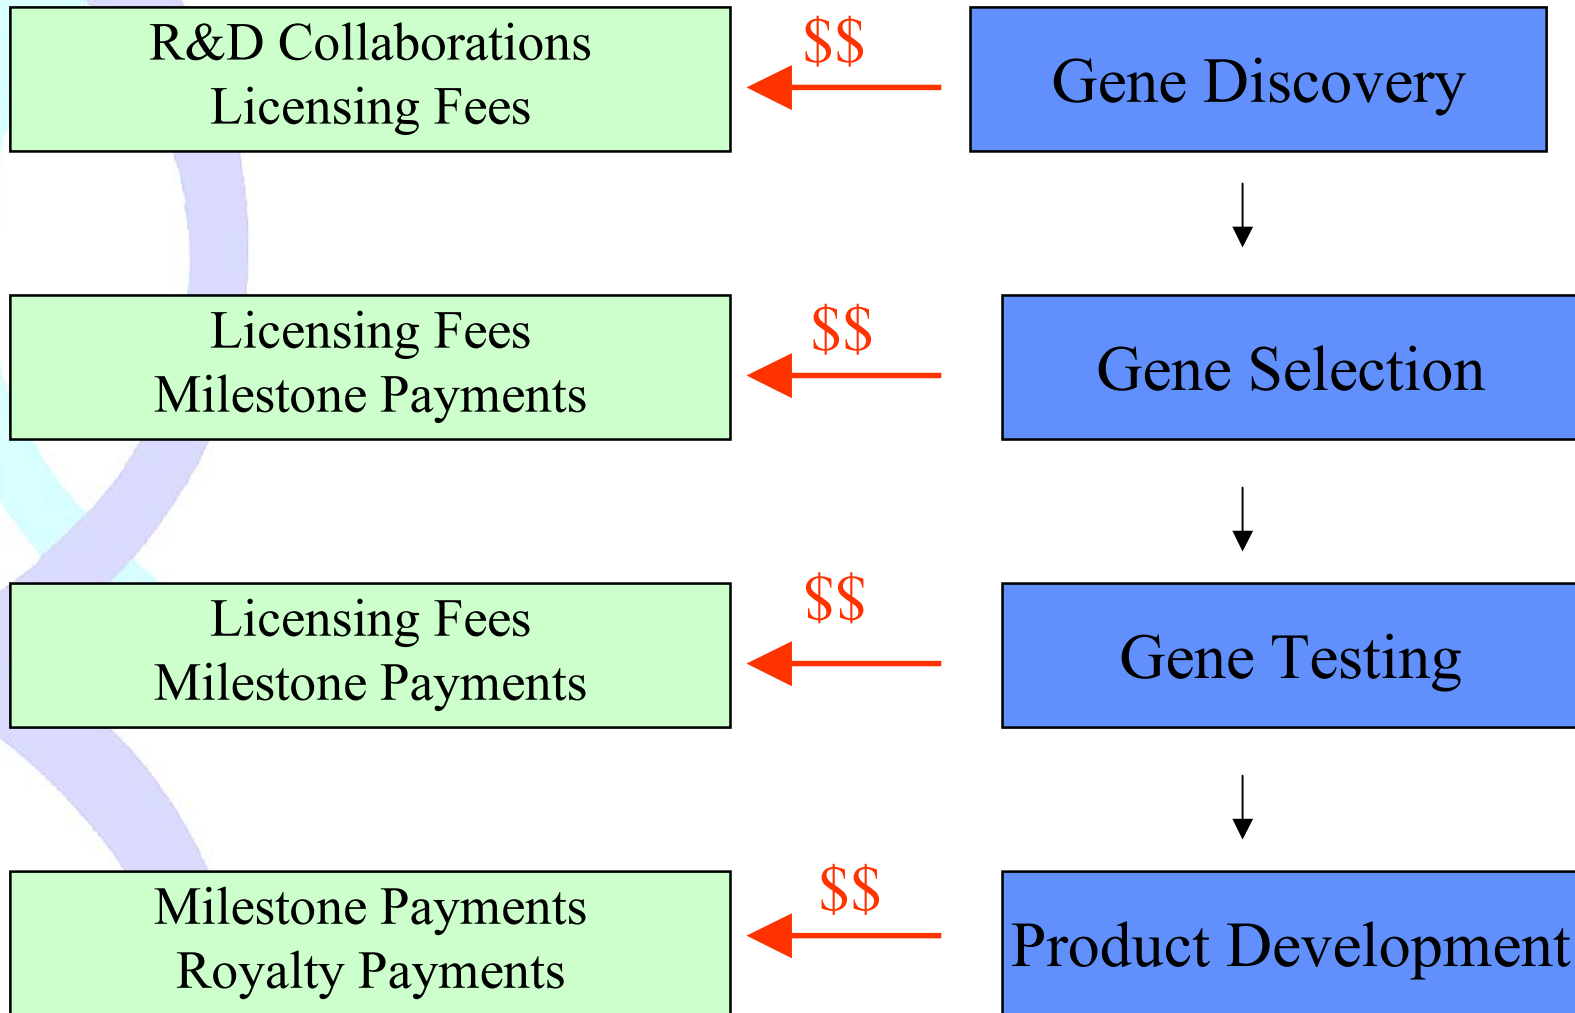 R&D Collaborations
Licensing Fees
$$
Gene Discovery
Licensing Fees
Milestone Payments
$$
Gene Selection
Licensing Fees
Milestone Payments
$$
Gene Testing
Milestone Payments
Royalty Payments
$$
Product Development